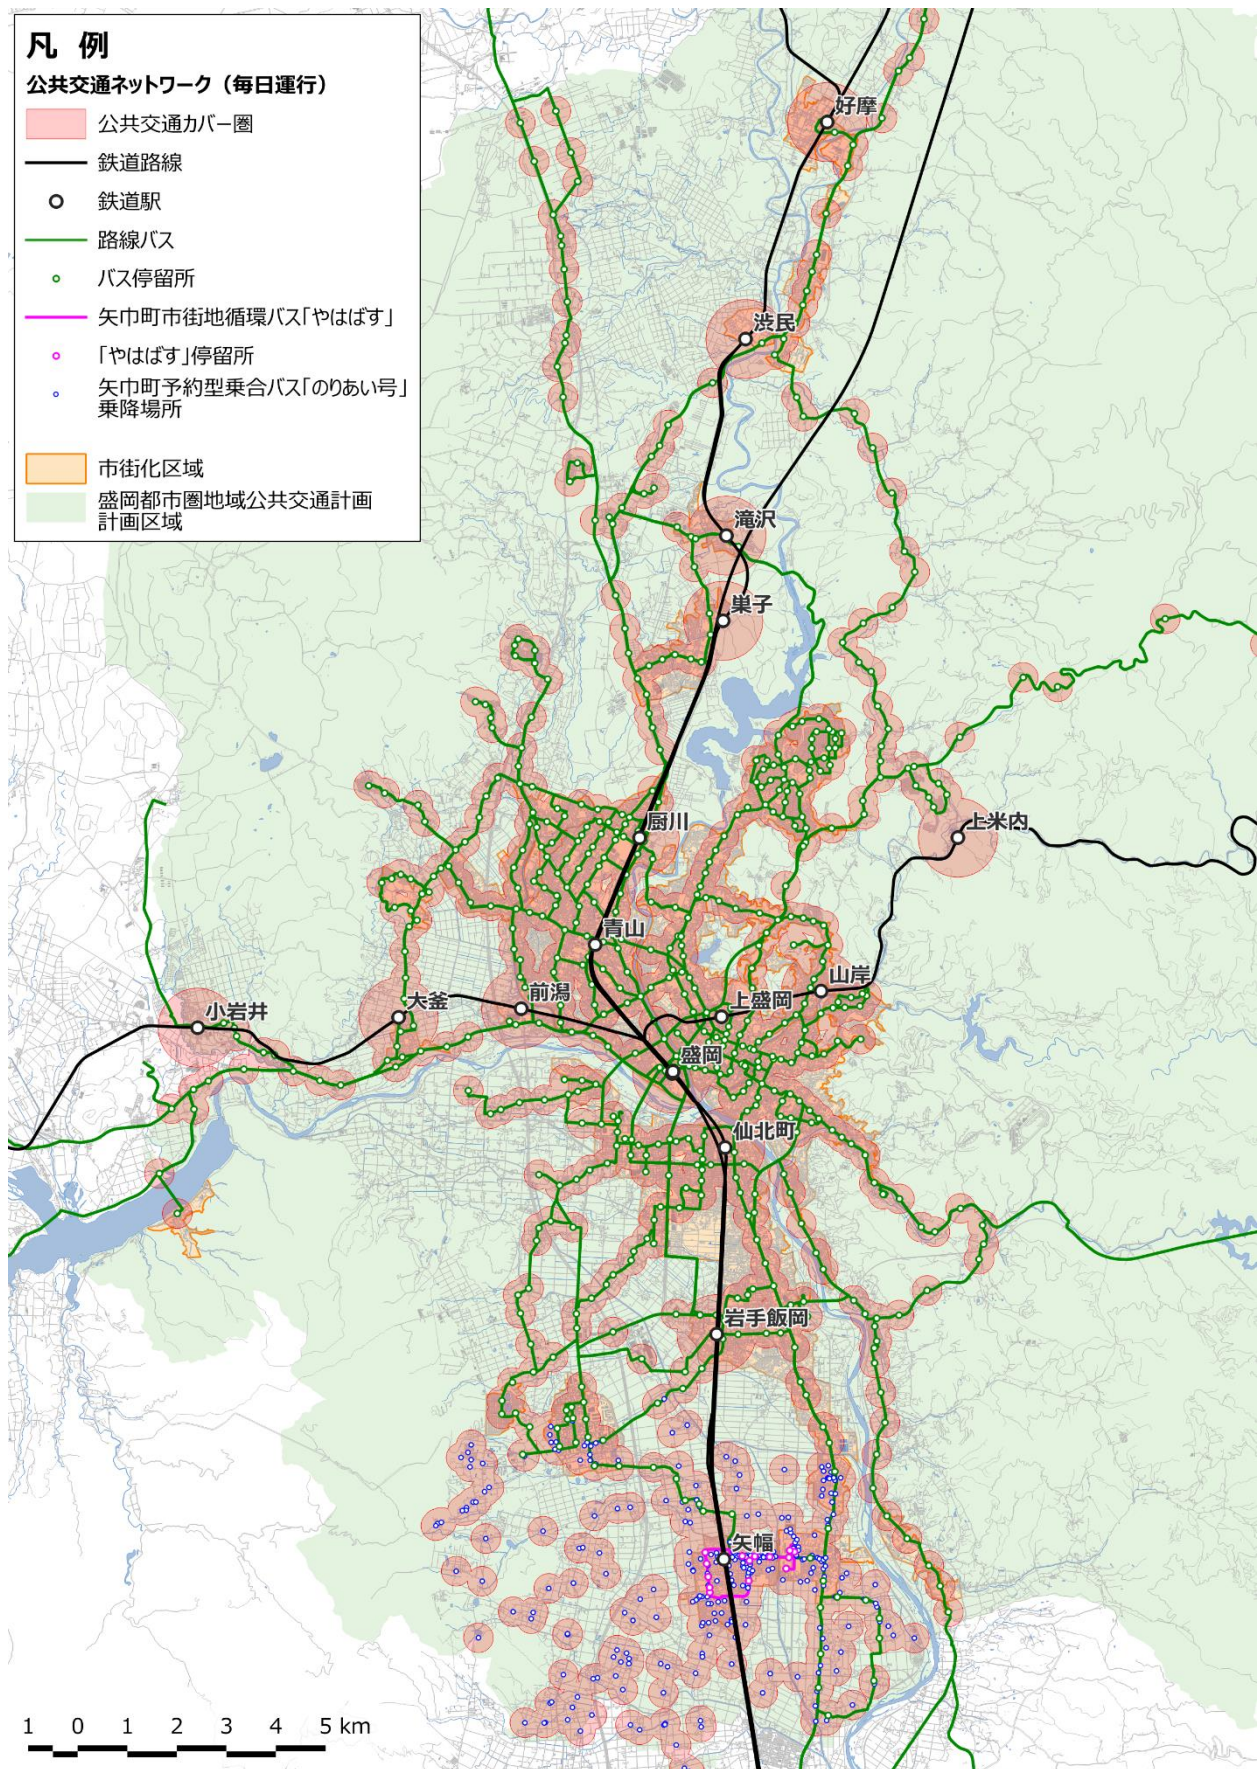 凡 例
公共交通ネットワーク（毎日運行）
公共交通カバー圏
鉄道路線
鉄道駅
路線バス
バス停留所
矢巾町市街地循環バス「やはばす」
「やはばす」停留所
矢巾町予約型乗合バス「のりあい号」
乗降場所
市街化区域
盛岡都市圏地域公共交通計画
計画区域
好摩
渋民
滝沢
巣子
厨川
上米内
青山
山岸
前潟
大釜
上盛岡
小岩井
盛岡
仙北町
岩手飯岡
矢幅
1 0 1 2 3 4 5 km